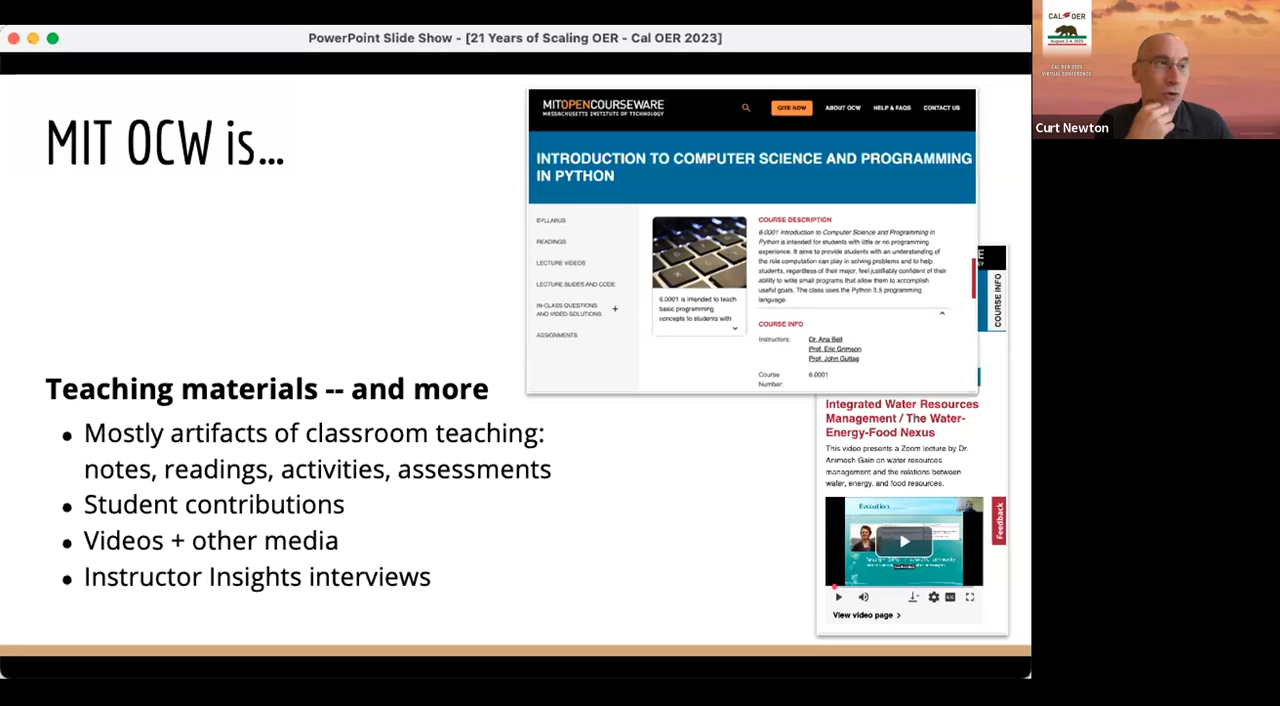 PowerPoint Slide Show - [21 Years of Scaling OER - Cal OER 2023]
MIT OCW is...
Teaching materials -- and more
• Mostly artifacts of classroom teaching:
notes, readings, activities, assessments
• Student contributions
• Videos + other media
• Instructor Insights interviews
MITOPENCOURSEWARE
MASSACHUSETTS INSTITUTE OF TECHNOLOGY
GIVE NOW
ABOUT OCW
HELP & FAQS
CONTACT US
INTRODUCTION TO COMPUTER SCIENCE AND PROGRAMMING
IN PYTHON
SYLLABUS
READINGS
LECTURE VIDEOS
LECTURE SLIDES AND CODE
IN-CLASS QUESTIONS
AND VIDEO SOLUTIONS
+
ASSIGNMENTS
6.0001 is intended to teach
basic programming
concepts to students with
COURSE DESCRIPTION
6.0001 Introduction to Computer Science and Programming in
Python is intended for students with little or no programming
experience. It aims to provide students with an understanding of
the role computation can play in solving problems and to help
students, regardless of their major, feel justifiably confident of their
ability to write small programs that allow them to accomplish
useful goals. The class uses the Python 3.5 programming
language.
COURSE INFO
Instructors:
Dr. Ana Bell
Prof. Eric Grimson
Prof. John Guttag
Course
Number:
6.0001
E
COURSE INFO
Integrated Water Resources
Management / The Water-
Energy-Food Nexus
This video presents a Zoom lecture by Dr.
Animesh Gain on water resources
management and the relations between
water, energy, and food resources.
Evolution
View video page >
Feedback
CAL OER
August 2-4, 2023
CAL OER 2023
VIRTUAL CONFERENCE
Curt Newton